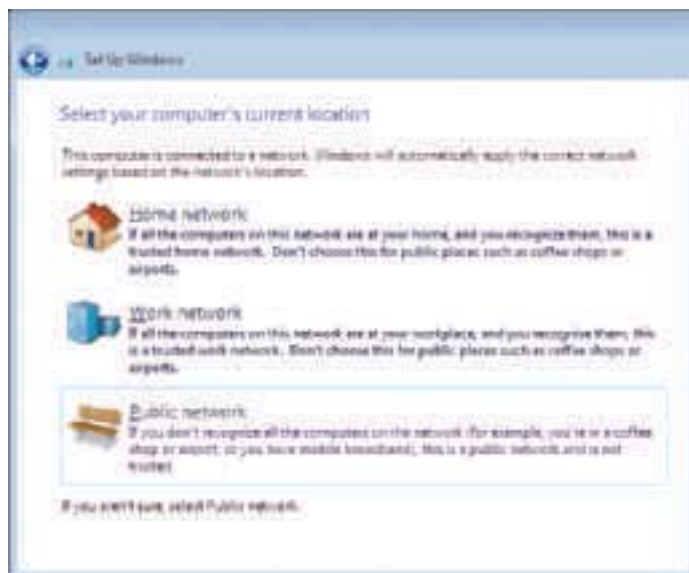 Set Up Windows
Select your computer's current location
This computer is connected to a network. Windows will automatically apply the correct network
settings based on the network's location.
Home network
If all the computers on this network are at your home, and you recognize them, this is a
trusted home network. Don't choose this for public places such as coffee shops or
airports.
Work network
If all the computers on this network are at your workplace, and you recognize them, this
is a trusted work network. Don't choose this for public places such as coffee shops or
airports.
Public network
If you don't recognize all the computers on the network (for example, you're in a coffee
shop or airport, or you have mobile broadband), this is a public network and is not
trusted.
If you aren't sure, select Public network.